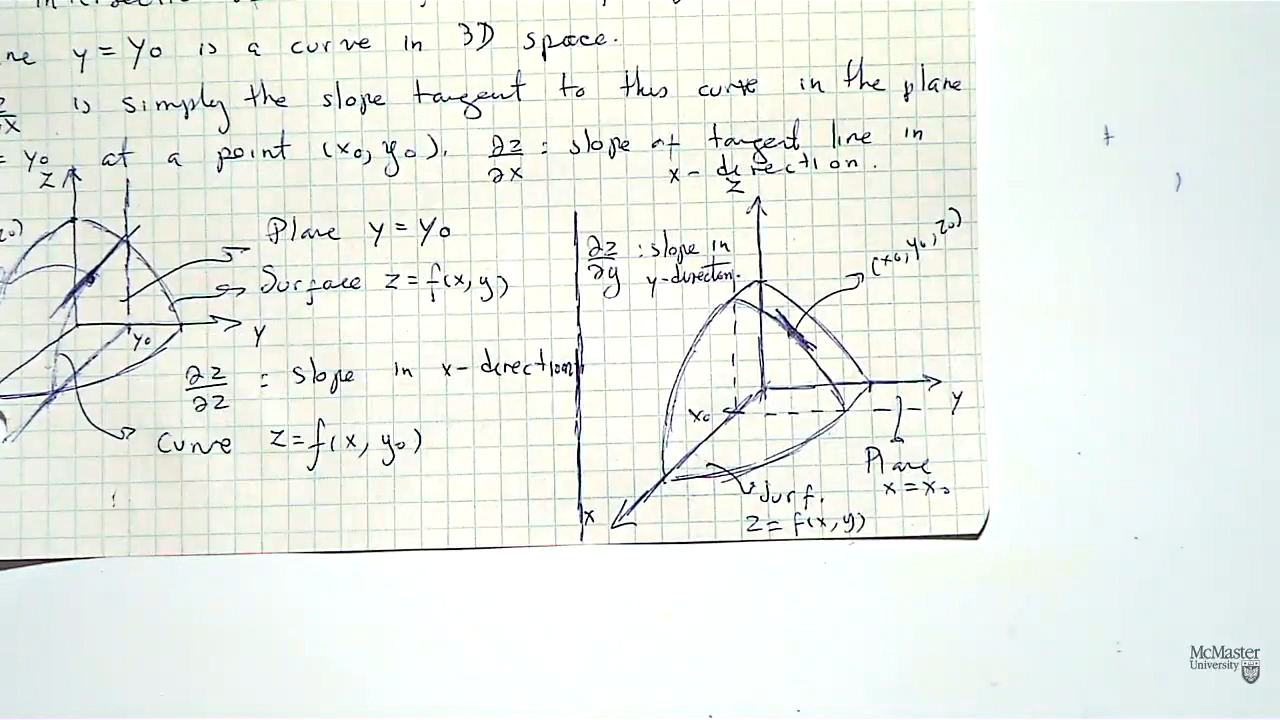 ne y = y0 is a curve in 3D space.
is simply the slope tangent to this curve in the plane
= y0 at a point (x0, y0). ∂z/∂x : slope of tangent line in
x - direction.
z
z
z0)
Plane y = y0
Surface z = f(x, y)
y0
y
∂z/∂z : slope in x - direction
Curve z = f(x, y0)
∂z/∂y : slope in
y-direction.
(x0, y0, z0)
x0
y
Plane
x = x0
Surf.
z = f(x, y)
x
McMaster
University